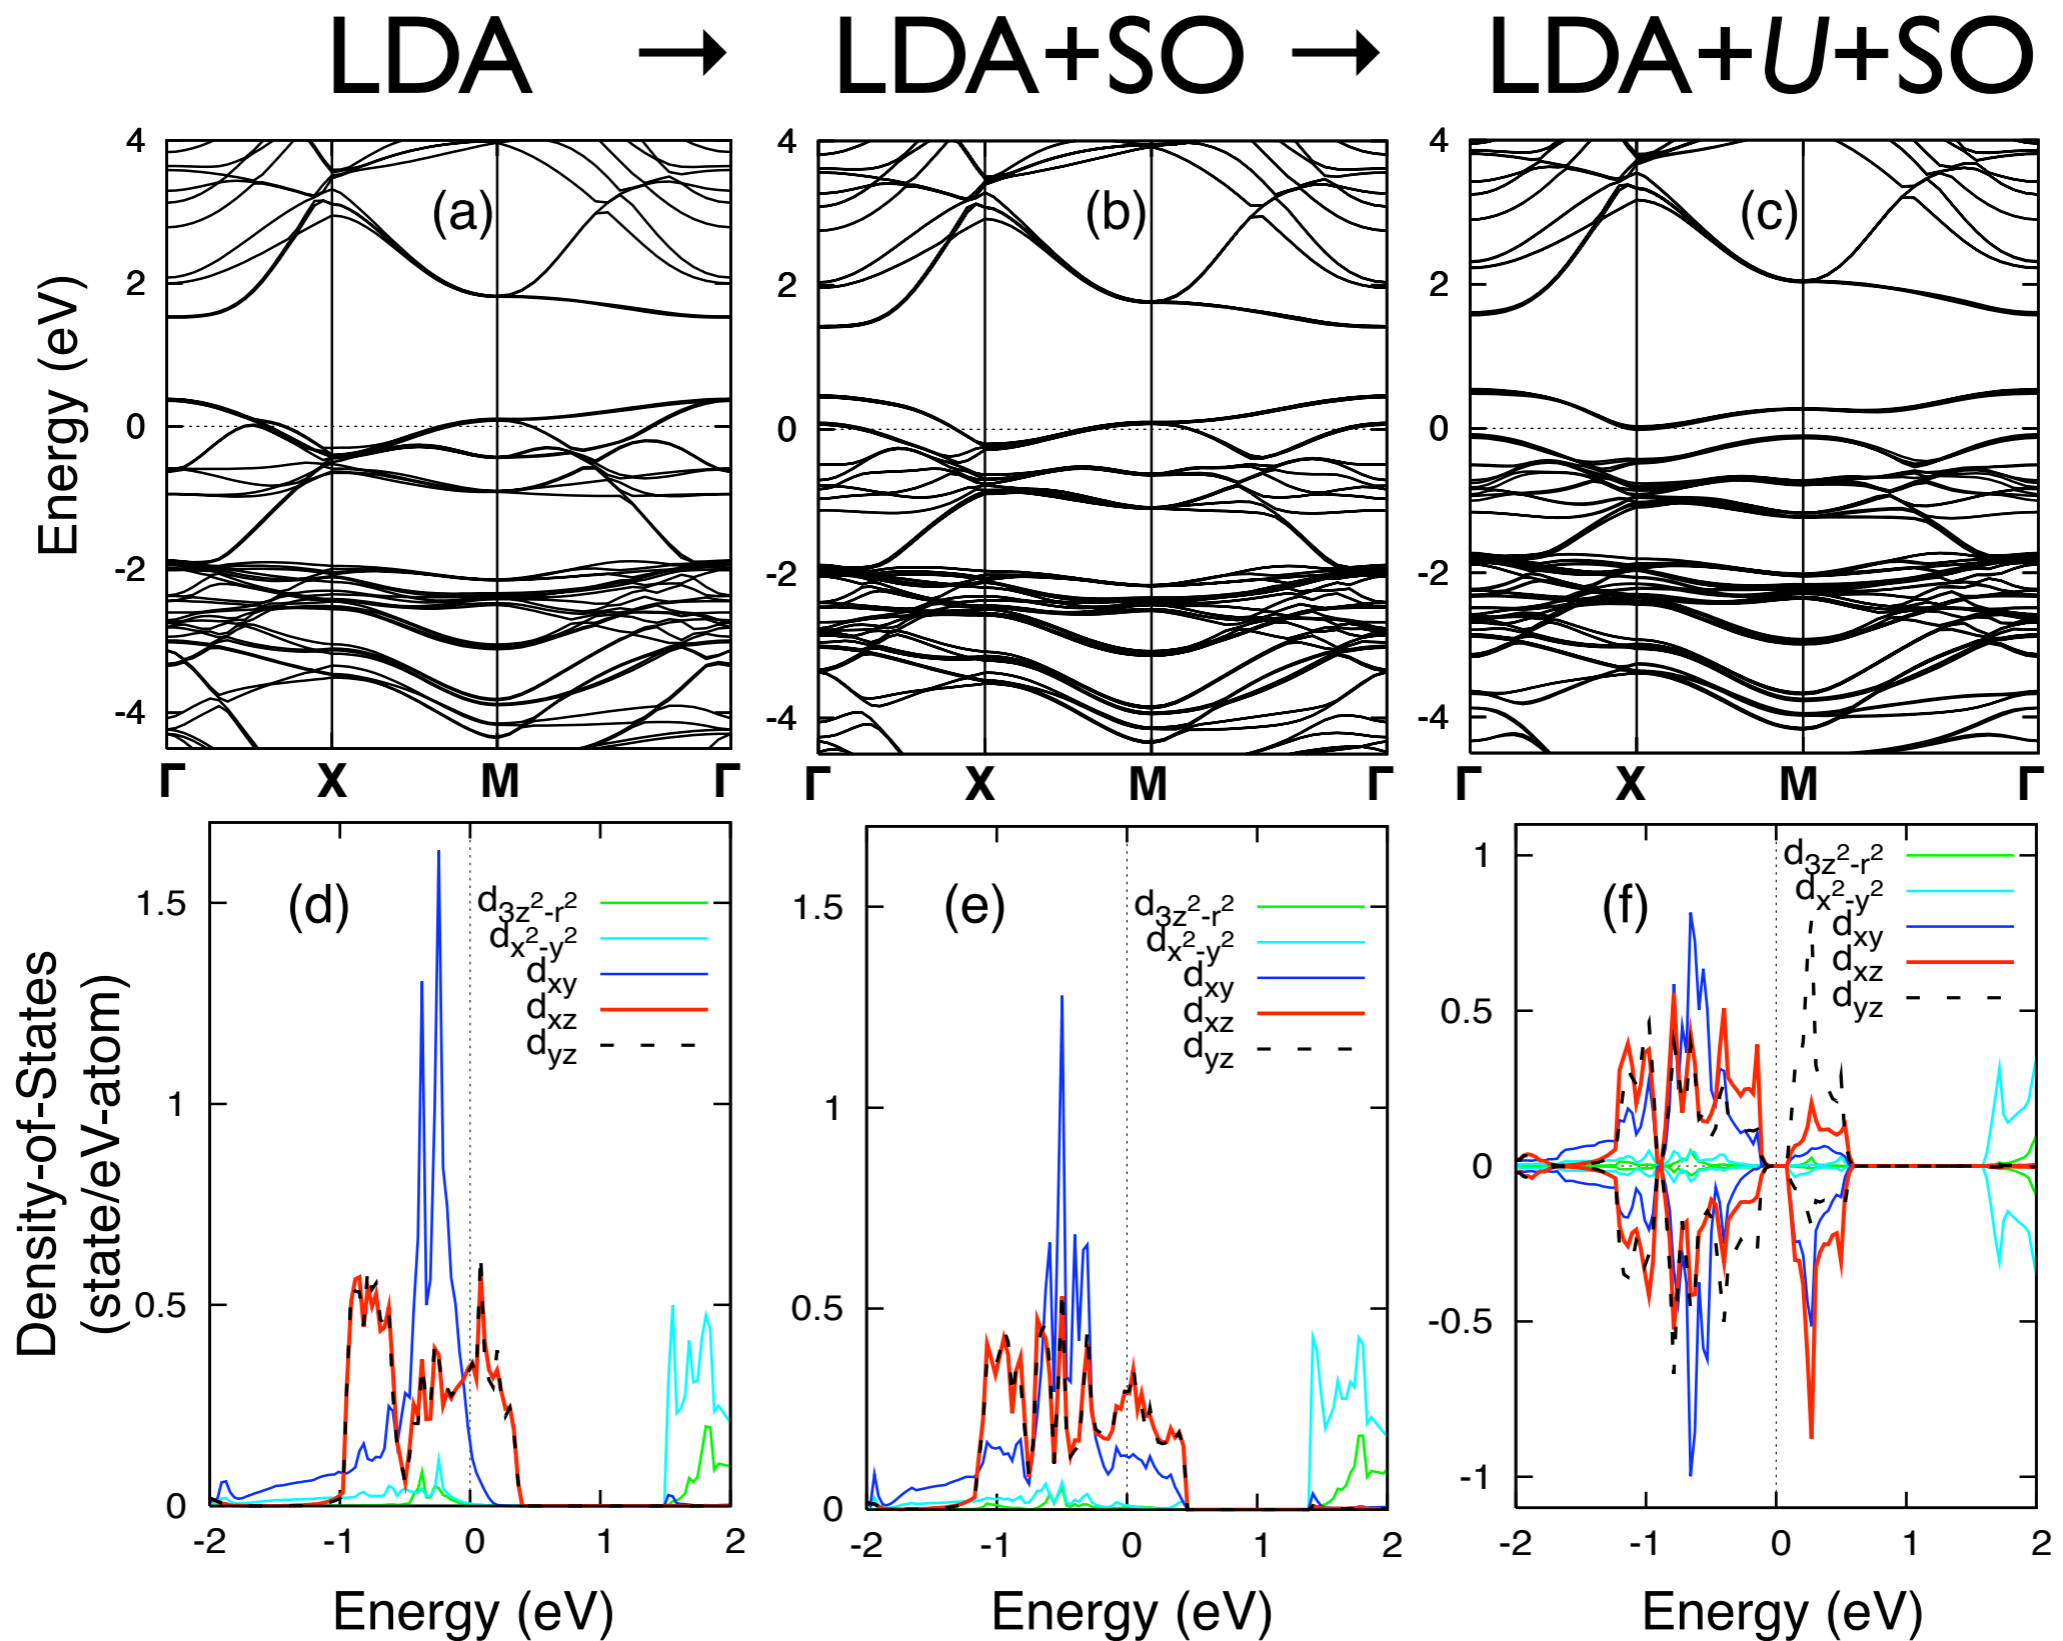 LDA → LDA+SO → LDA+U+SO
Energy (eV)
4
2
0
-2
-4
(a)
Γ X M Γ
4
2
0
-2
-4
(b)
Γ X M Γ
4
2
0
-2
-4
(c)
Γ X M Γ
Density-of-States
(state/eV-atom)
1.5
1
0.5
0
(d)
d3z²-r²
dx²-y²
dxy
dxz
dyz
-2 -1 0 1 2
Energy (eV)
1.5
1
0.5
0
(e)
d3z²-r²
dx²-y²
dxy
dxz
dyz
-2 -1 0 1 2
Energy (eV)
1
0.5
0
-0.5
-1
(f)
d3z²-r²
dx²-y²
dxy
dxz
dyz
-2 -1 0 1 2
Energy (eV)